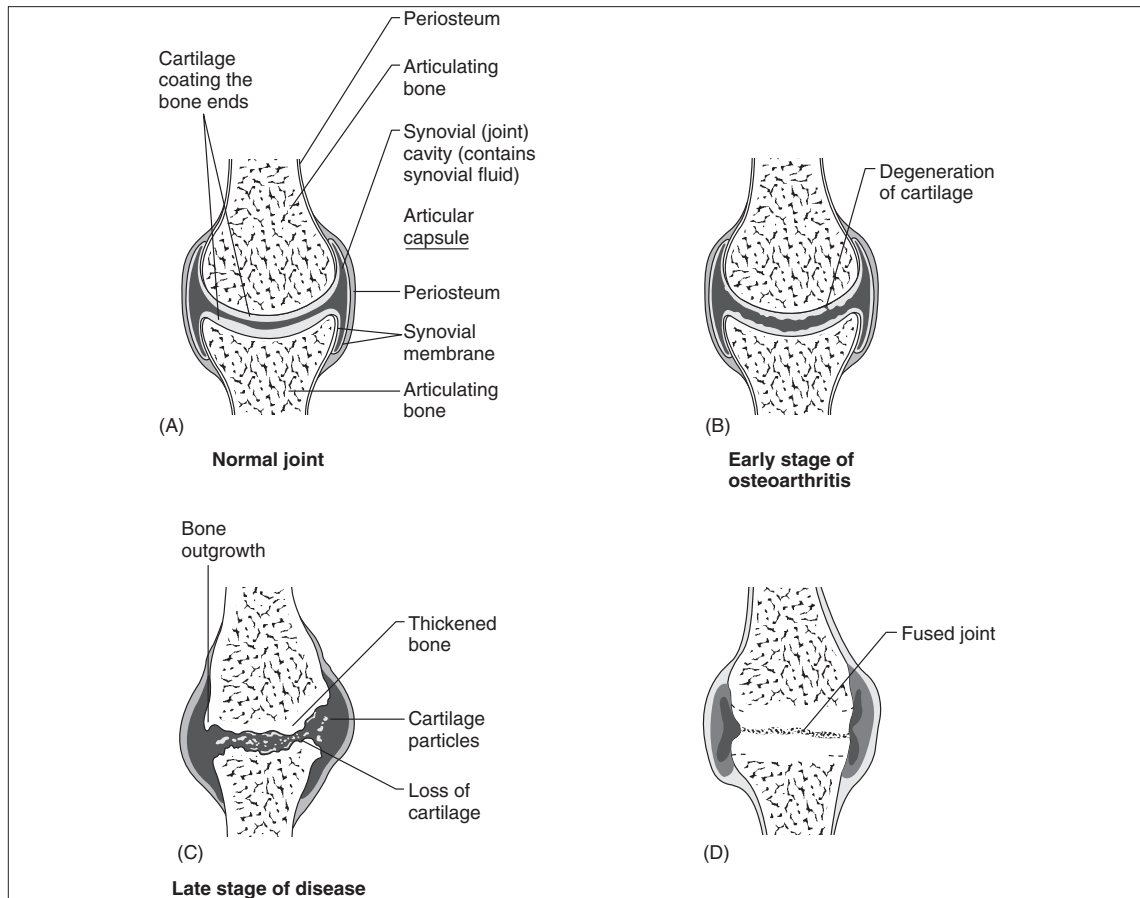 Periosteum
Cartilage
coating the
bone ends
Articulating
bone
Synovial (joint)
cavity (contains
synovial fluid)
Articular
capsule
Periosteum
Synovial
membrane
Articulating
bone
(A)
Normal joint
Degeneration
of cartilage
(B)
Early stage of
osteoarthritis
Bone
outgrowth
Thickened
bone
Cartilage
particles
Loss of
cartilage
(C)
Late stage of disease
Fused joint
(D)